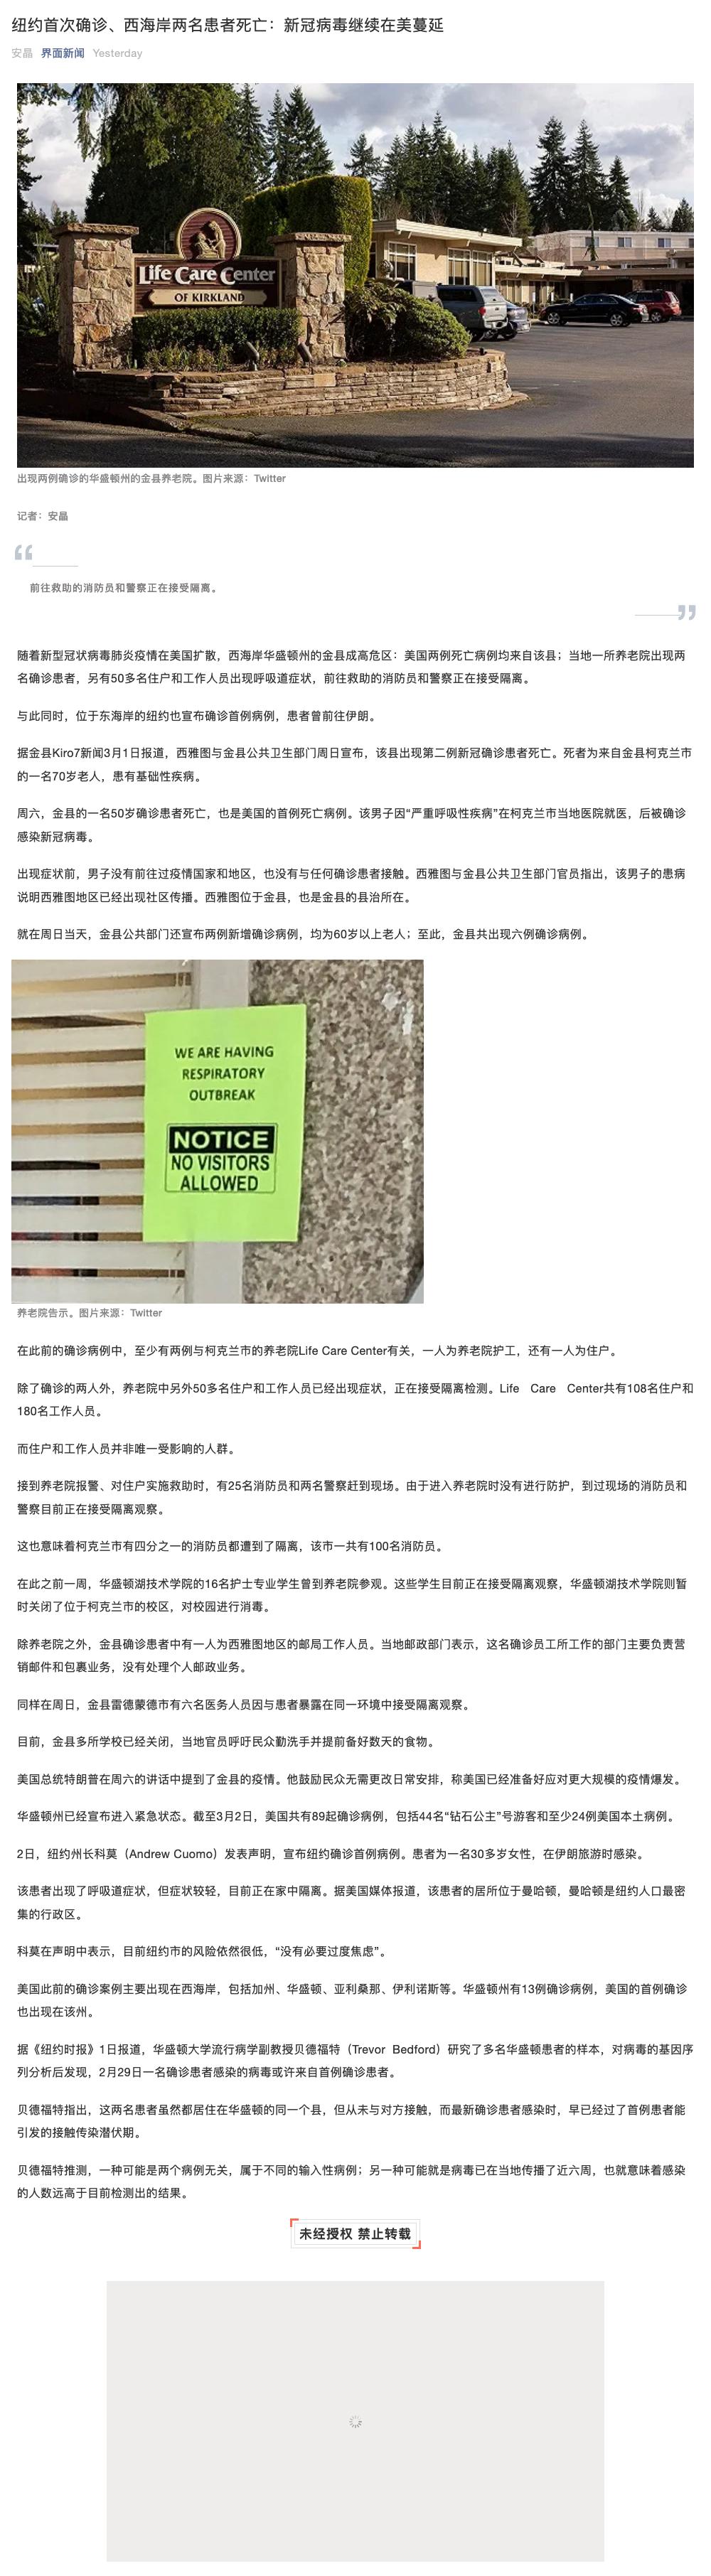 纽约首次确诊、西海岸两名患者死亡：新冠病毒继续在美蔓延
安晶 界面新闻 Yesterday
Life Care Center
OF KIRKLAND
出现两例确诊的华盛顿州的金县养老院。图片来源：Twitter
记者：安晶
“
前往救助的消防员和警察正在接受隔离。
”
随着新型冠状病毒肺炎疫情在美国扩散，西海岸华盛顿州的金县成高危区：美国两例死亡病例均来自该县；当地一所养老院出现两
名确诊患者，另有50多名住户和工作人员出现呼吸道症状，前往救助的消防员和警察正在接受隔离。
与此同时，位于东海岸的纽约也宣布确诊首例病例，患者曾前往伊朗。
据金县Kiro7新闻3月1日报道，西雅图与金县公共卫生部门周日宣布，该县出现第二例新冠确诊患者死亡。死者为来自金县柯克兰市
的一名70岁老人，患有基础性疾病。
周六，金县的一名50岁确诊患者死亡，也是美国的首例死亡病例。该男子因“严重呼吸性疾病”在柯克兰市当地医院就医，后被确诊
感染新冠病毒。
出现症状前，男子没有前往过疫情国家和地区，也没有与任何确诊患者接触。西雅图与金县公共卫生部门官员指出，该男子的患病
说明西雅图地区已经出现社区传播。西雅图位于金县，也是金县的县治所在。
就在周日当天，金县公共部门还宣布两例新增确诊病例，均为60岁以上老人；至此，金县共出现六例确诊病例。
WE ARE HAVING
RESPIRATORY
OUTBREAK
NOTICE
NO VISITORS
ALLOWED
养老院告示。图片来源：Twitter
在此前的确诊病例中，至少有两例与柯克兰市的养老院Life Care Center有关，一人为养老院护工，还有一人为住户。
除了确诊的两人外，养老院中另外50多名住户和工作人员已经出现症状，正在接受隔离检测。Life Care Center共有108名住户和
180名工作人员。
而住户和工作人员并非唯一受影响的人群。
接到养老院报警、对住户实施救助时，有25名消防员和两名警察赶到现场。由于进入养老院时没有进行防护，到过现场的消防员和
警察目前正在接受隔离观察。
这也意味着柯克兰市有四分之一的消防员都遭到了隔离，该市一共有100名消防员。
在此之前一周，华盛顿湖技术学院的16名护士专业学生曾到养老院参观。这些学生目前正在接受隔离观察，华盛顿湖技术学院则暂
时关闭了位于柯克兰市的校区，对校园进行消毒。
除养老院之外，金县确诊患者中有一人为西雅图地区的邮局工作人员。当地邮政部门表示，这名确诊员工所工作的部门主要负责营
销邮件和包裹业务，没有处理个人邮政业务。
同样在周日，金县雷德蒙德市有六名医务人员因与患者暴露在同一环境中接受隔离观察。
目前，金县多所学校已经关闭，当地官员呼吁民众勤洗手并提前备好数天的食物。
美国总统特朗普在周六的讲话中提到了金县的疫情。他鼓励民众无需更改日常安排，称美国已经准备好应对更大规模的疫情爆发。
华盛顿州已经宣布进入紧急状态。截至3月2日，美国共有89起确诊病例，包括44名“钻石公主”号游客和至少24例美国本土病例。
2日，纽约州长科莫（Andrew Cuomo）发表声明，宣布纽约确诊首例病例。患者为一名30多岁女性，在伊朗旅游时感染。
该患者出现了呼吸道症状，但症状较轻，目前正在家中隔离。据美国媒体报道，该患者的居所位于曼哈顿，曼哈顿是纽约人口最密
集的行政区。
科莫在声明中表示，目前纽约市的风险依然很低，“没有必要过度焦虑”。
美国此前的确诊案例主要出现在西海岸，包括加州、华盛顿、亚利桑那、伊利诺斯等。华盛顿州有13例确诊病例，美国的首例确诊
也出现在该州。
据《纽约时报》1日报道，华盛顿大学流行病学副教授贝德福特（Trevor Bedford）研究了多名华盛顿患者的样本，对病毒的基因序
列分析后发现，2月29日一名确诊患者感染的病毒或许来自首例确诊患者。
贝德福特指出，这两名患者虽然都居住在华盛顿的同一个县，但从未与对方接触，而最新确诊患者感染时，早已经过了首例患者能
引发的接触传染潜伏期。
贝德福特推测，一种可能是两个病例无关，属于不同的输入性病例；另一种可能就是病毒已在当地传播了近六周，也就意味着感染
的人数远高于目前检测出的结果。
未经授权 禁止转载